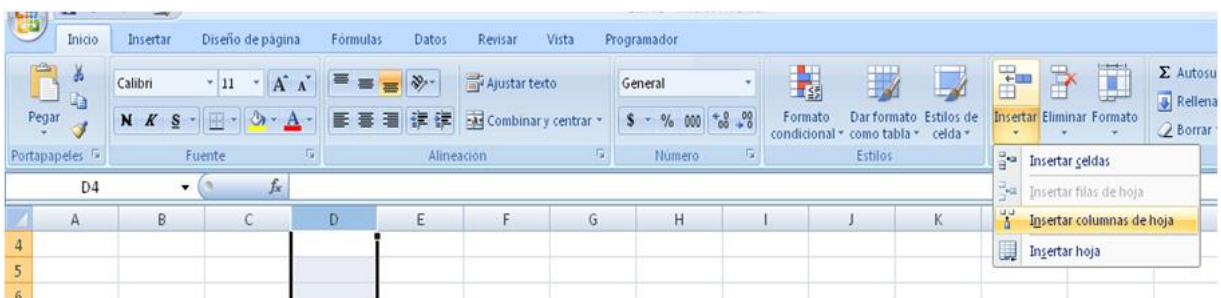 Inicio Insertar Diseño de página Fórmulas Datos Revisar Vista Programador
Calibri 11 A A Ajustar texto General Σ Autosu
Pegar N K S A Combinar y centrar $ % 000 Formato condicional Dar formato como tabla Estilos de celda Insertar Eliminar Formato Rellena
Borrar
Portapapeles Fuente Alineación Número Estilos
D4 fx
Insertar celdas
Insertar filas de hoja
Insertar columnas de hoja
Insertar hoja
A B C D E F G H I J K
4
5
6